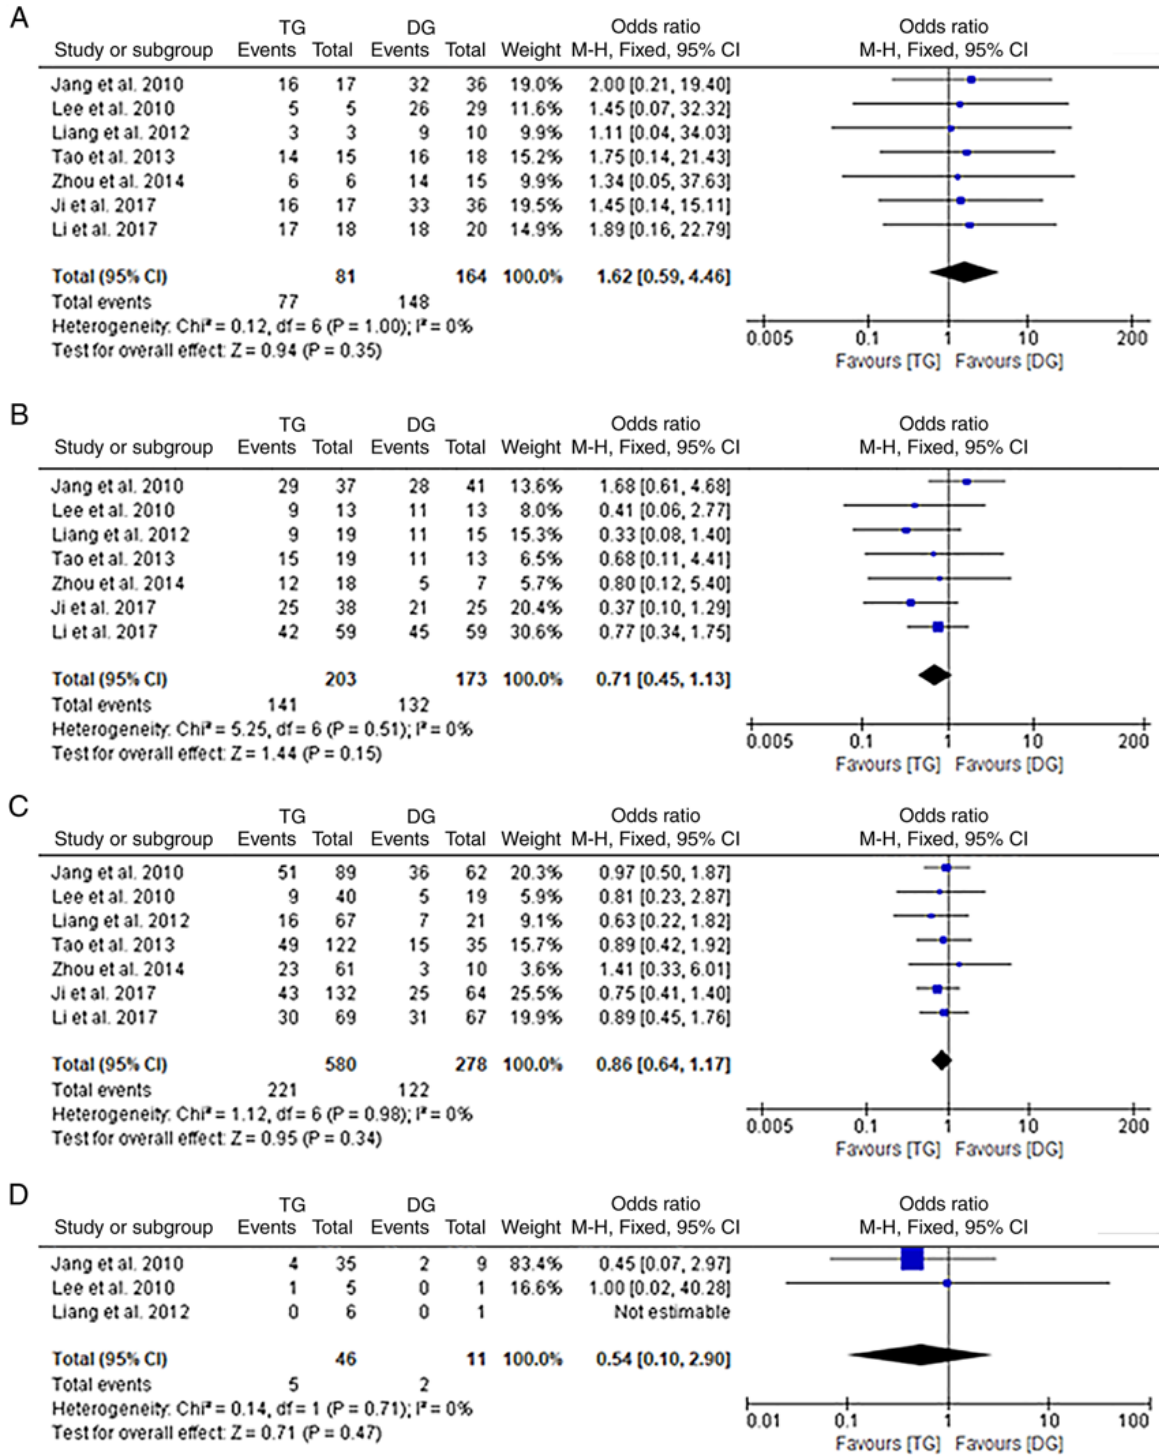 A
TG DG Odds ratio Odds ratio
Study or subgroup Events Total Events Total Weight M-H, Fixed, 95% CI M-H, Fixed, 95% CI
Jang et al. 2010 16 17 32 36 19.0% 2.00 [0.21, 19.40]
Lee et al. 2010 5 5 26 29 11.6% 1.45 [0.07, 32.32]
Liang et al. 2012 3 3 9 10 9.9% 1.11 [0.04, 34.03]
Tao et al. 2013 14 15 16 18 15.2% 1.75 [0.14, 21.43]
Zhou et al. 2014 6 6 14 15 9.9% 1.34 [0.05, 37.63]
Ji et al. 2017 16 17 33 36 19.5% 1.45 [0.14, 15.11]
Li et al. 2017 17 18 18 20 14.9% 1.89 [0.16, 22.79]
Total (95% CI) 81 164 100.0% 1.62 [0.59, 4.46]
Total events 77 148
Heterogeneity: Chi² = 0.12, df = 6 (P = 1.00); I² = 0%
Test for overall effect: Z = 0.94 (P = 0.35)
0.005 0.1 1 10 200
Favours [TG] Favours [DG]
B
TG DG Odds ratio Odds ratio
Study or subgroup Events Total Events Total Weight M-H, Fixed, 95% CI M-H, Fixed, 95% CI
Jang et al. 2010 29 37 28 41 13.6% 1.68 [0.61, 4.68]
Lee et al. 2010 9 13 11 13 8.0% 0.41 [0.06, 2.77]
Liang et al. 2012 9 19 11 15 15.3% 0.33 [0.08, 1.40]
Tao et al. 2013 15 19 11 13 6.5% 0.68 [0.11, 4.41]
Zhou et al. 2014 12 18 5 7 5.7% 0.80 [0.12, 5.40]
Ji et al. 2017 25 38 21 25 20.4% 0.37 [0.10, 1.29]
Li et al. 2017 42 59 45 59 30.6% 0.77 [0.34, 1.75]
Total (95% CI) 203 173 100.0% 0.71 [0.45, 1.13]
Total events 141 132
Heterogeneity: Chi² = 5.25, df = 6 (P = 0.51); I² = 0%
Test for overall effect: Z = 1.44 (P = 0.15)
0.005 0.1 1 10 200
Favours [TG] Favours [DG]
C
TG DG Odds ratio Odds ratio
Study or subgroup Events Total Events Total Weight M-H, Fixed, 95% CI M-H, Fixed, 95% CI
Jang et al. 2010 51 89 36 62 20.3% 0.97 [0.50, 1.87]
Lee et al. 2010 9 40 5 19 5.9% 0.81 [0.23, 2.87]
Liang et al. 2012 16 67 7 21 9.1% 0.63 [0.22, 1.82]
Tao et al. 2013 49 122 15 35 15.7% 0.89 [0.42, 1.92]
Zhou et al. 2014 23 61 3 10 3.6% 1.41 [0.33, 6.01]
Ji et al. 2017 43 132 25 64 25.5% 0.75 [0.41, 1.40]
Li et al. 2017 30 69 31 67 19.9% 0.89 [0.45, 1.76]
Total (95% CI) 580 278 100.0% 0.86 [0.64, 1.17]
Total events 221 122
Heterogeneity: Chi² = 1.12, df = 6 (P = 0.98); I² = 0%
Test for overall effect: Z = 0.95 (P = 0.34)
0.005 0.1 1 10 200
Favours [TG] Favours [DG]
D
TG DG Odds ratio Odds ratio
Study or subgroup Events Total Events Total Weight M-H, Fixed, 95% CI M-H, Fixed, 95% CI
Jang et al. 2010 4 35 2 9 83.4% 0.45 [0.07, 2.97]
Lee et al. 2010 1 5 0 1 16.6% 1.00 [0.02, 40.28]
Liang et al. 2012 0 6 0 1 Not estimable
Total (95% CI) 46 11 100.0% 0.54 [0.10, 2.90]
Total events 5 2
Heterogeneity: Chi² = 0.14, df = 1 (P = 0.71); I² = 0%
Test for overall effect: Z = 0.71 (P = 0.47)
0.01 0.1 1 10 100
Favours [TG] Favours [DG]